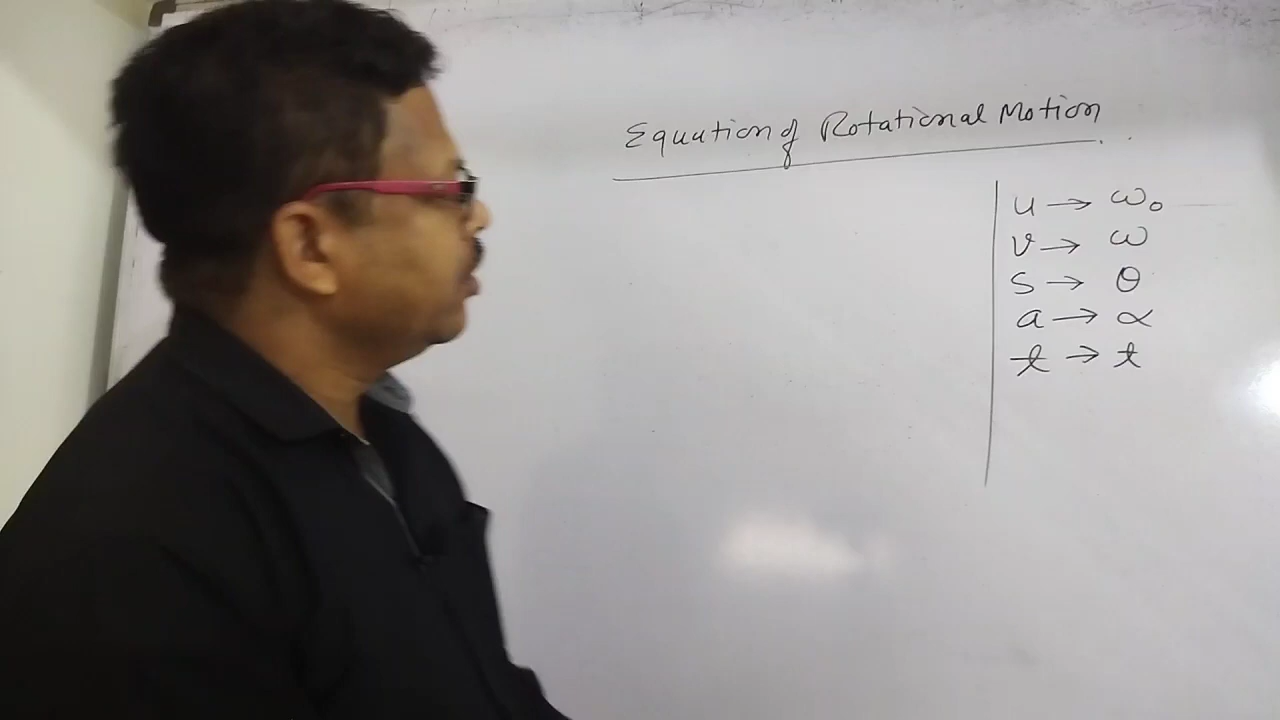 Equation of Rotational Motion
u → ω₀
v → ω
s → θ
a → α
t → t